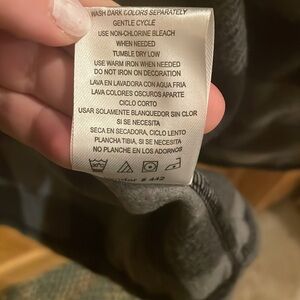 WASH DARK COLORS SEPARATELY
GENTLE CYCLE
USE NON-CHLORINE BLEACH
WHEN NEEDED
TUMBLE DRY LOW
USE WARM IRON WHEN NEEDED
DO NOT IRON ON DECORATION
LAVA EN LAVADORA CON AGUA FRIA
LAVA COLORES OSCUROS APARTE
CICLO CORTO
USAR SOLAMENTE BLANQUEDOR SIN CLOR
SI SE NECESITA
SECA EN SECADORA, CICLO LENTO
PLANCHA TIBIA, SI SE NECESITA
NO PLANCHE EN LOS ADORNOS
# 442